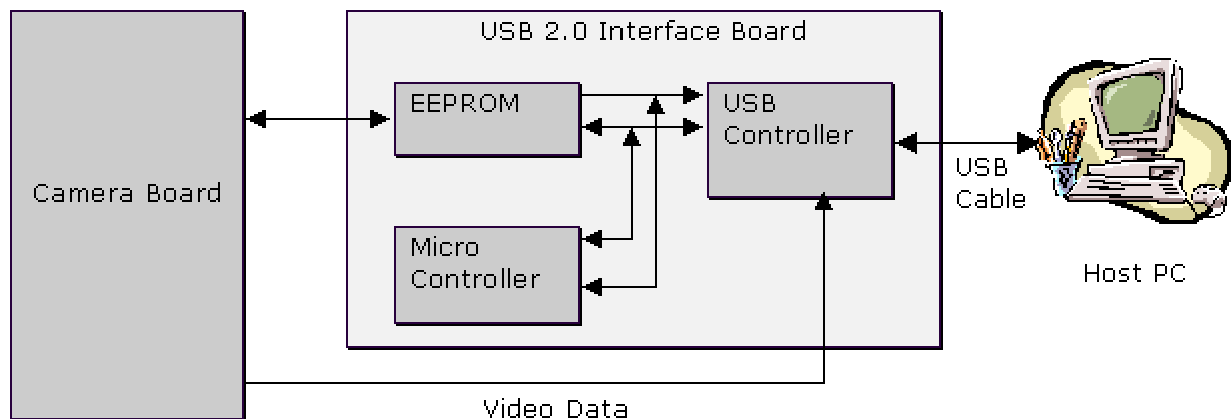 USB 2.0 Interface Board
EEPROM
USB
Controller
Camera Board
USB
Cable
Micro
Controller
Host PC
Video Data